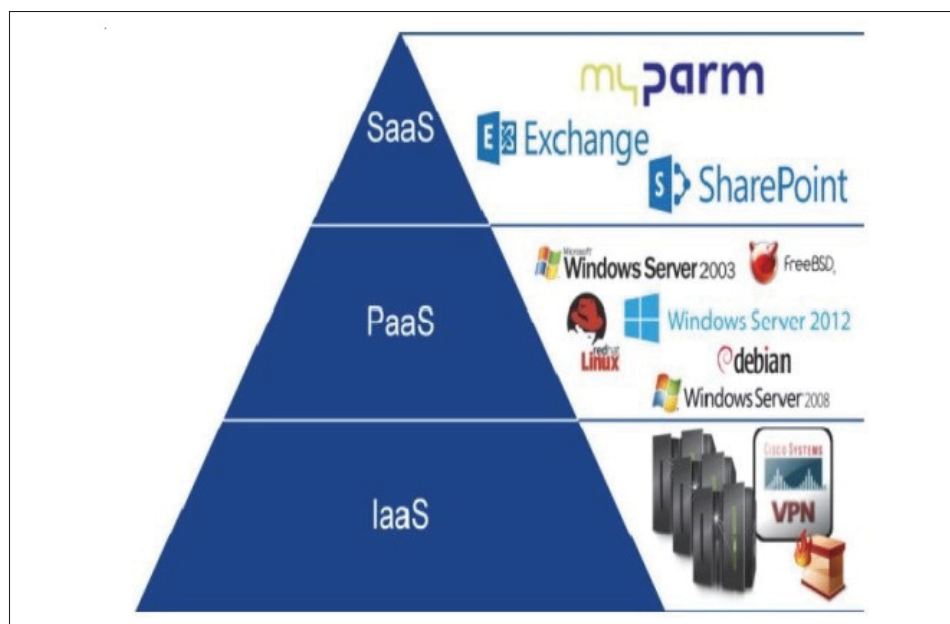 SaaS
myparm
E Exchange
S SharePoint
PaaS
Microsoft
Windows Server 2003
FreeBSD
redhat
Linux
Windows Server 2012
debian
Windows Server 2008
IaaS
CISCO SYSTEMS
VPN